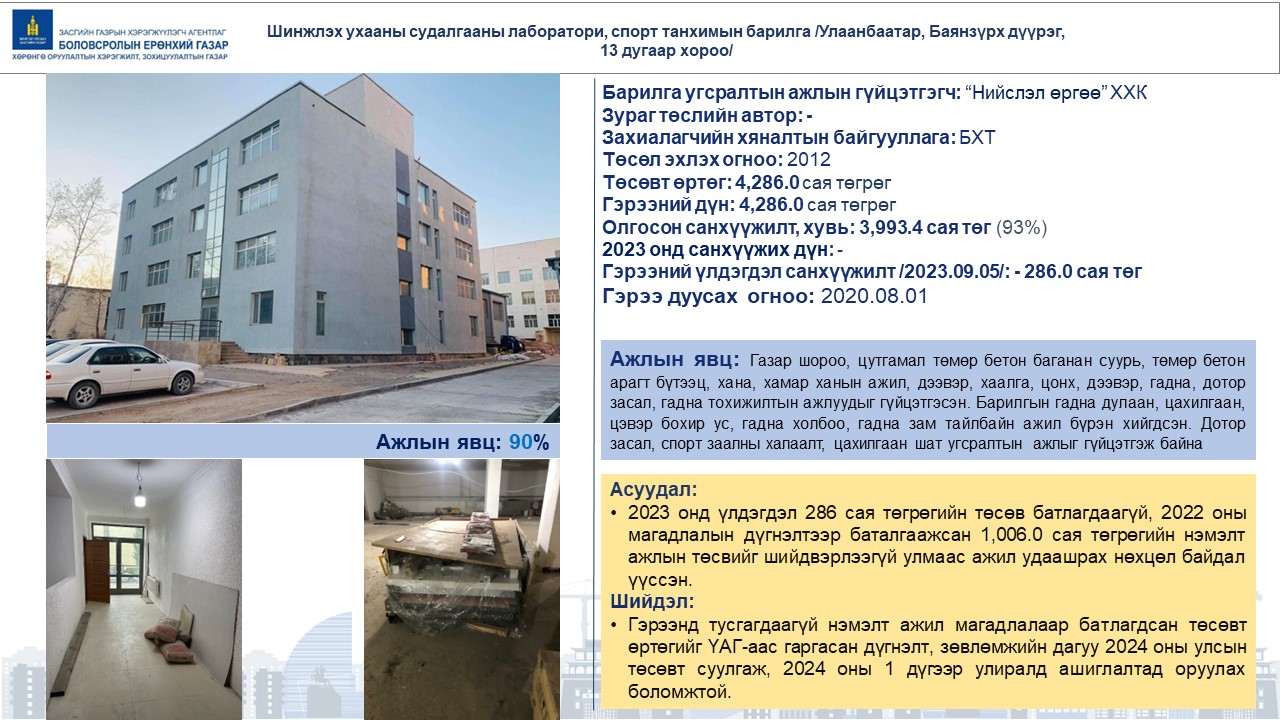 ЗАСГИЙН ГАЗРЫН ХЭРЭГЖҮҮЛЭГЧ АГЕНТЛАГ
БОЛОВСРОЛЫН ЕРӨНХИЙ ГАЗАР
ХӨРӨНГӨ ОРУУЛАЛТЫН ХЭРЭГЖИЛТ, ЗОХИЦУУЛАЛТЫН ГАЗАР
Шинжлэх ухааны судалгааны лаборатори, спорт танхимын барилга /Улаанбаатар, Баянзүрх дүүрэг,
13 дугаар хороо/
Барилга угсралтын ажлын гүйцэтгэгч: “Нийслэл өргөө” ХХК
Зураг төслийн автор: -
Захиалагчийн хяналтын байгууллага: БХТ
Төсөл эхлэх огноо: 2012
Төсөвт өртөг: 4,286.0 сая төгрөг
Гэрээний дүн: 4,286.0 сая төгрөг
Олгосон санхүүжилт, хувь: 3,993.4 сая төг (93%)
2023 онд санхүүжих дүн: -
Гэрээний үлдэгдэл санхүүжилт /2023.09.05/: - 286.0 сая төг
Гэрээ дуусах огноо: 2020.08.01
Ажлын явц: Газар шороо, цутгамал төмөр бетон баганан суурь, төмөр бетон
арагт бүтээц, хана, хамар ханын ажил, дээвэр, хаалга, цонх, дээвэр, гадна, дотор
засал, гадна тохижилтын ажлуудыг гүйцэтгэсэн. Барилгын гадна дулаан, цахилгаан,
цэвэр бохир ус, гадна холбоо, гадна зам тайлбайн ажил бүрэн хийгдсэн. Дотор
засал, спорт заалны халаалт, цахилгаан шат угсралтын ажлыг гүйцэтгэж байна
Ажлын явц: 90%
Асуудал:
• 2023 онд үлдэгдэл 286 сая төгрөгийн төсөв батлагдаагүй, 2022 оны
магадлалын дүгнэлтээр баталгаажсан 1,006.0 сая төгрөгийн нэмэлт
ажлын төсвийг шийдвэрлээгүй улмаас ажил удаашрах нөхцөл байдал
үүссэн.
Шийдэл:
• Гэрээнд тусгагдаагүй нэмэлт ажил магадлалаар батлагдсан төсөвт
өртөгийг ҮАГ-аас гаргасан дүгнэлт, зөвлөмжийн дагуу 2024 оны улсын
төсөвт суулгаж, 2024 оны 1 дүгээр улиралд ашиглалтад оруулах
боломжтой.